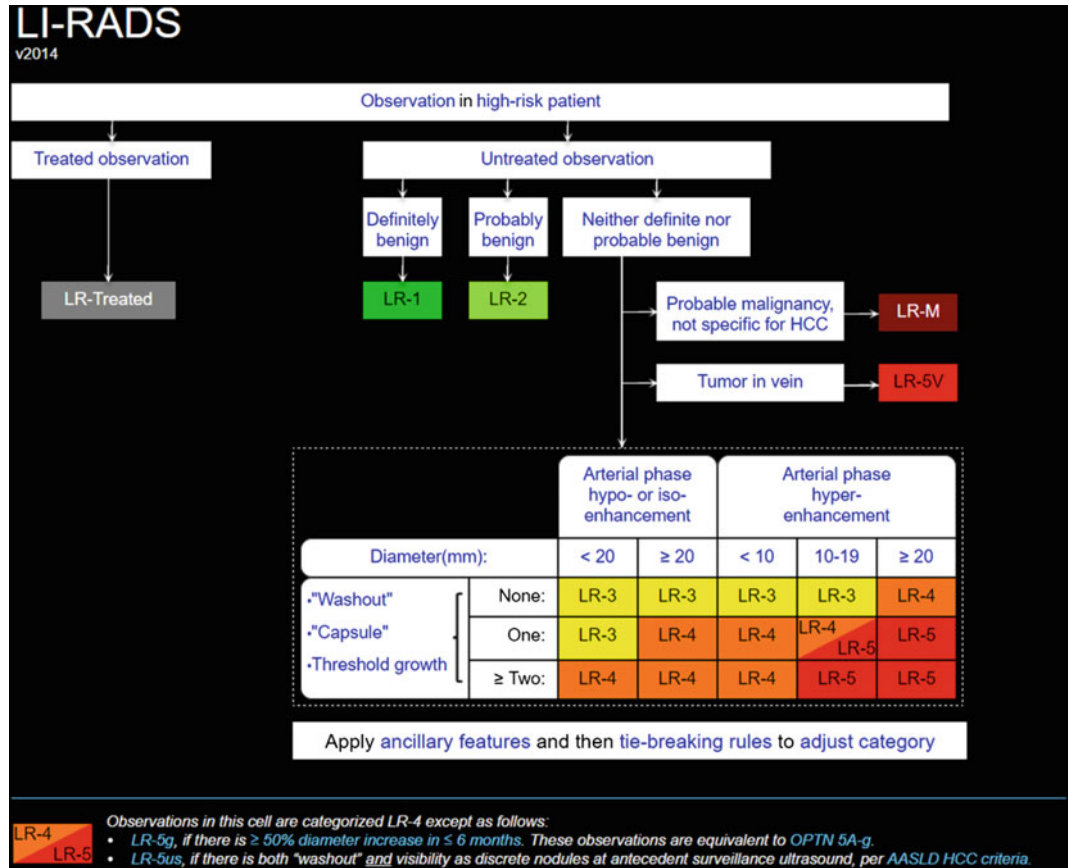 LI-RADS
v2014
Observation in high-risk patient
Treated observation
Untreated observation
Definitely
benign
Probably
benign
Neither definite nor
probable benign
LR-Treated
LR-1
LR-2
Probable malignancy,
not specific for HCC
LR-M
Tumor in vein
LR-5V
Arterial phase
hypo- or iso-
enhancement
Arterial phase
hyper-
enhancement
Diameter(mm):
< 20
≥ 20
< 10
10-19
≥ 20
•"Washout"
•"Capsule"
•Threshold growth
None:
LR-3
LR-3
LR-3
LR-3
LR-4
One:
LR-3
LR-4
LR-4
LR-4
LR-5
LR-5
≥ Two:
LR-4
LR-4
LR-4
LR-5
LR-5
Apply ancillary features and then tie-breaking rules to adjust category
LR-4
LR-5
Observations in this cell are categorized LR-4 except as follows:
• LR-5g, if there is ≥ 50% diameter increase in ≤ 6 months. These observations are equivalent to OPTN 5A-g.
• LR-5us, if there is both "washout" and visibility as discrete nodules at antecedent surveillance ultrasound, per AASLD HCC criteria.